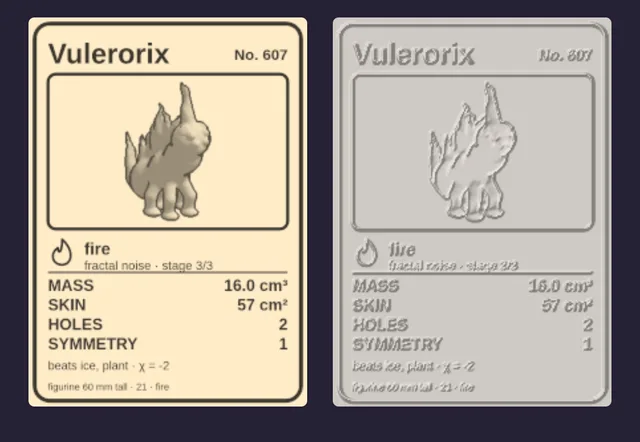 Vulerorix No. 607
fire
fractal noise · stage 3/3
MASS 16.0 cm³
SKIN 57 cm²
HOLES 2
SYMMETRY 1
beats ice, plant · χ = -2
figurine 60 mm tall · 21 · fire
Vulerorix No. 607
fire
fractal noise · stage 3/3
MASS 16.0 cm³
SKIN 57 cm²
HOLES 2
SYMMETRY 1
beats ice, plant · χ = -2
figurine 60 mm tall · 21 · fire